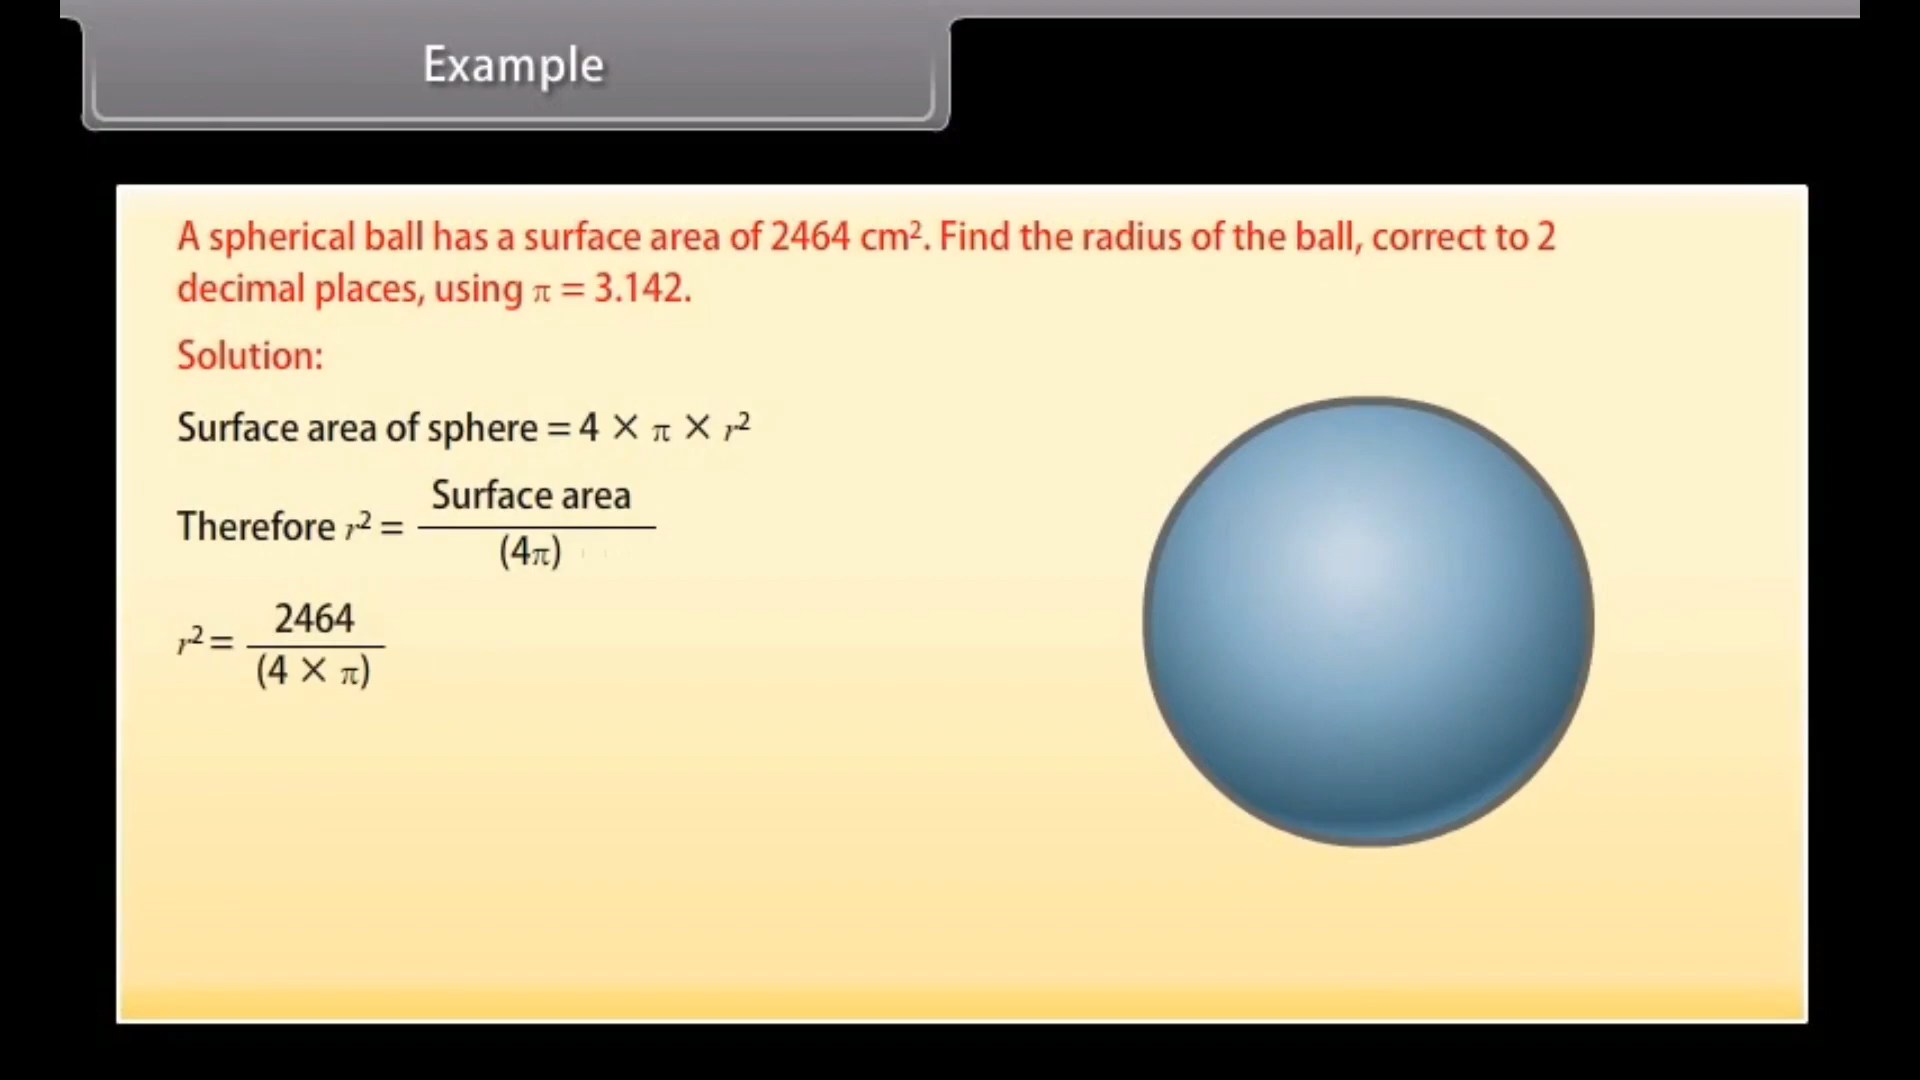 Example
A spherical ball has a surface area of 2464 cm². Find the radius of the ball, correct to 2
decimal places, using π = 3.142.
Solution:
Surface area of sphere = 4 × π × r²
Therefore r² = Surface area / (4π)
r² = 2464 / (4 × π)